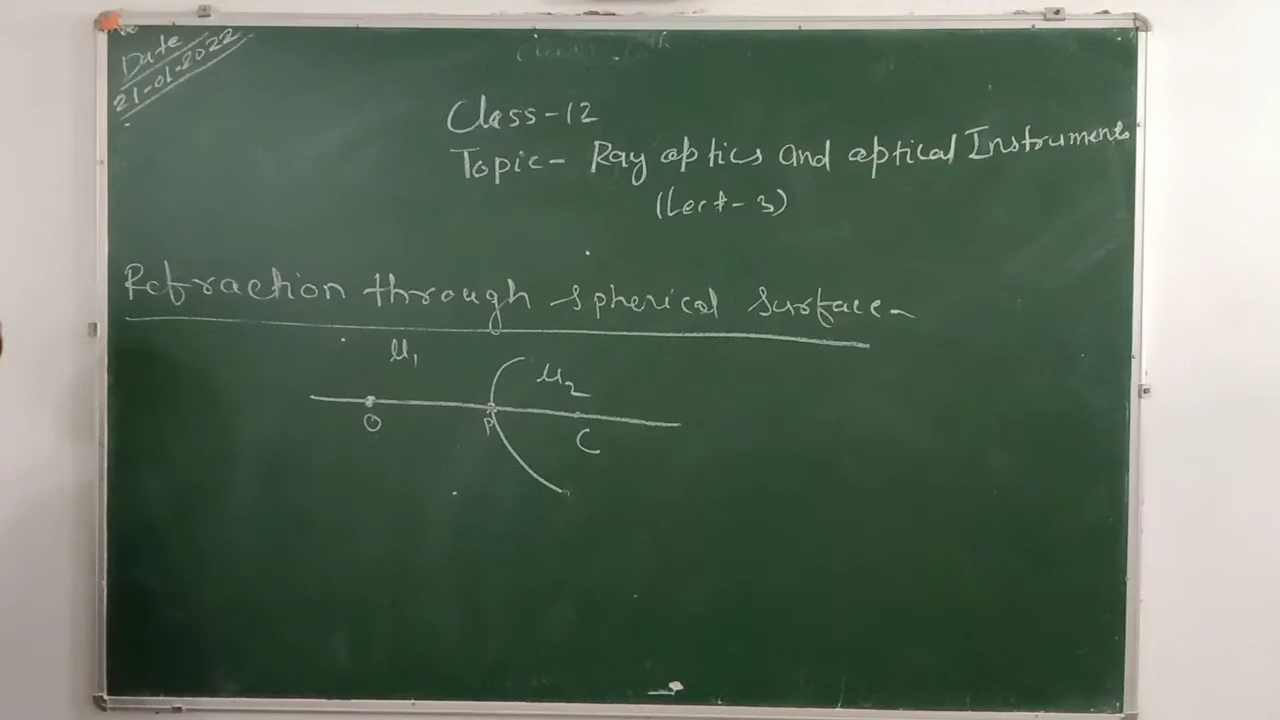 Date
21-01-2022
Class-12
Topic- Ray optics and optical Instruments
(Lect-3)
Refraction through spherical surface-
μ₁
μ₂
O
P
C